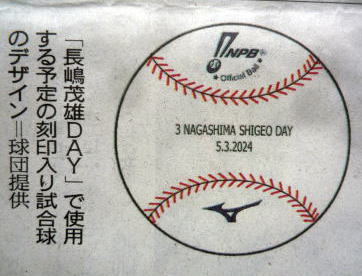 「長嶋茂雄DAY」で使用
する予定の刻印入り試合球
のデザイン=球団提供
NPB
Official Ball
3 NAGASHIMA SHIGEO DAY
5.3.2024